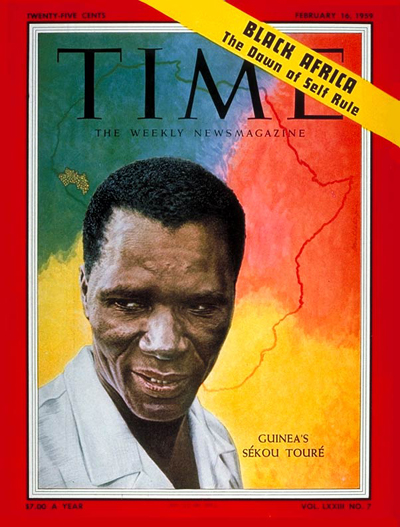 TWENTY-FIVE CENTS
FEBRUARY 16, 1959
BLACK AFRICA
The Dawn of Self Rule
TIME
THE WEEKLY NEWSMAGAZINE
GUINEA'S
SÉKOU TOURÉ
$7.00 A YEAR
VOL. LXXIII NO. 7